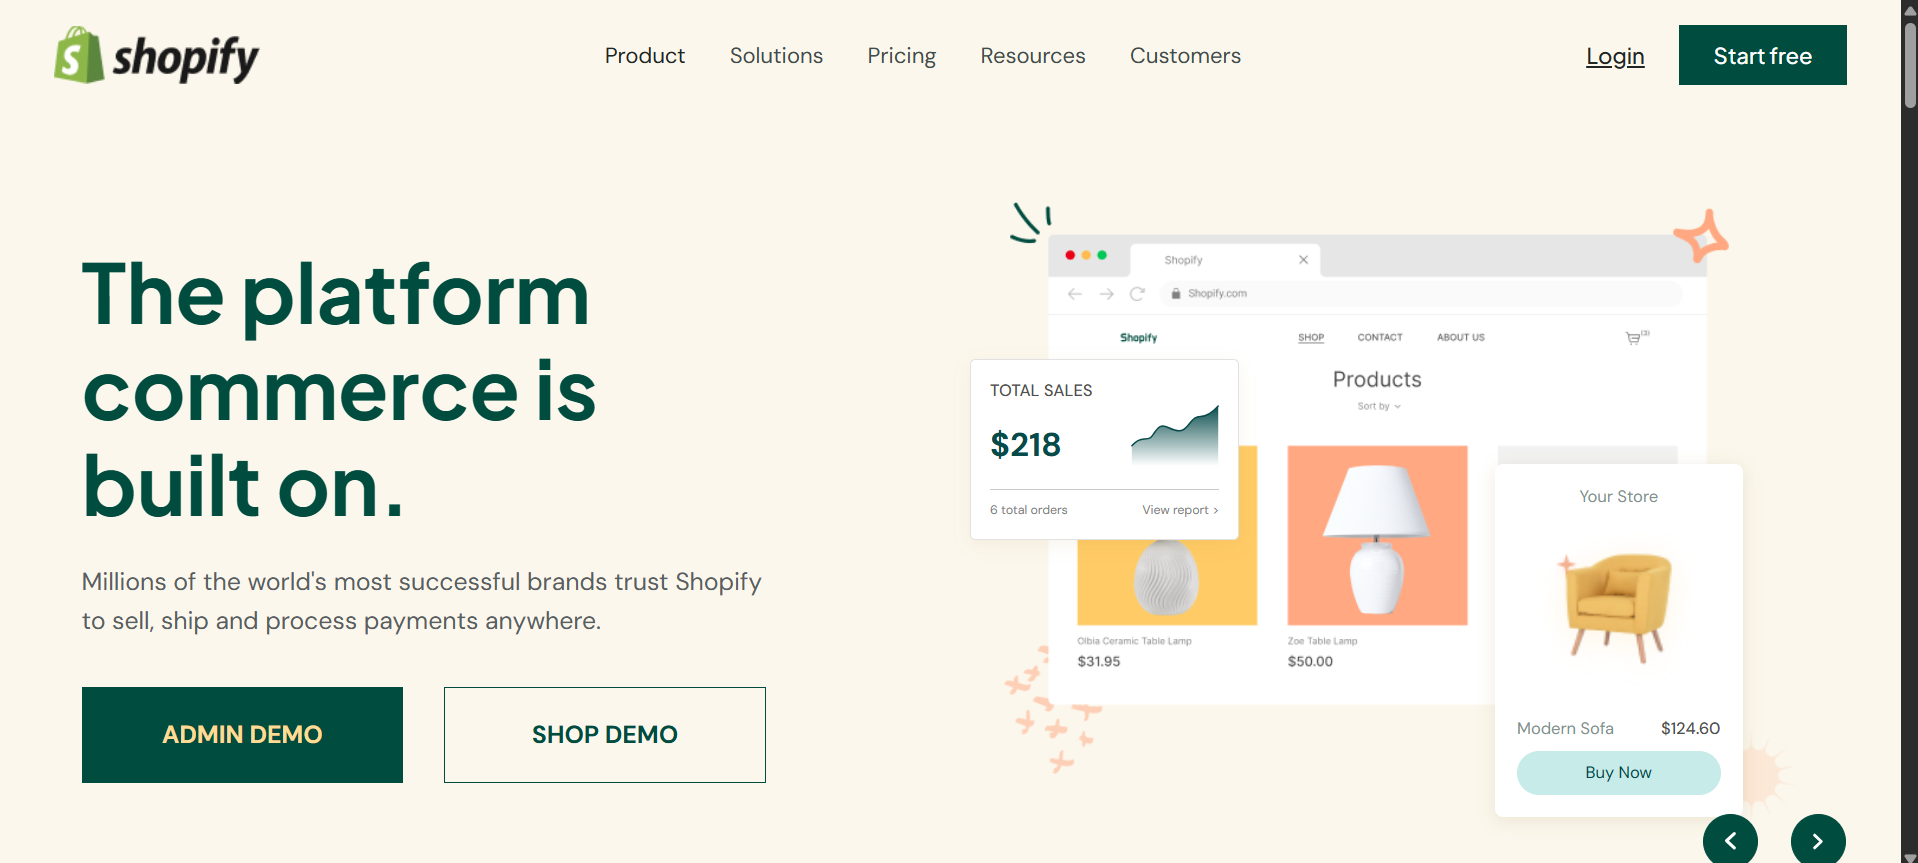 shopify
Product
Solutions
Pricing
Resources
Customers
Login
Start free
The platform
commerce is
built on.
Millions of the world's most successful brands trust Shopify
to sell, ship and process payments anywhere.
ADMIN DEMO
SHOP DEMO
Shopify
Shopify.com
Shopify
SHOP
CONTACT
ABOUT US
(3)
Products
Sort by
TOTAL SALES
$218
6 total orders
View report >
Olbia Ceramic Table Lamp
$31.95
Zoe Table Lamp
$50.00
Your Store
Modern Sofa
$124.60
Buy Now